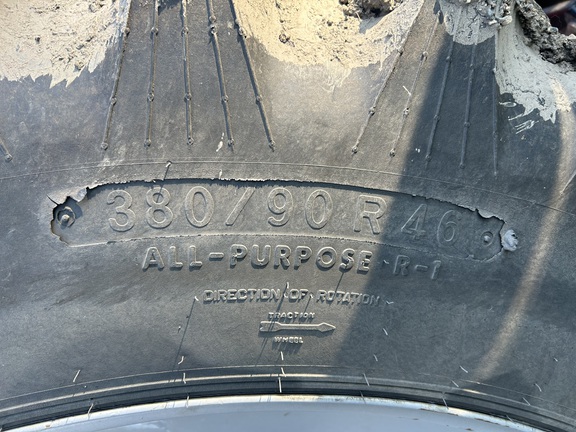 380/90 R 46
ALL-PURPOSE R-1
DIRECTION OF ROTATION
TRACTION
WHEEL